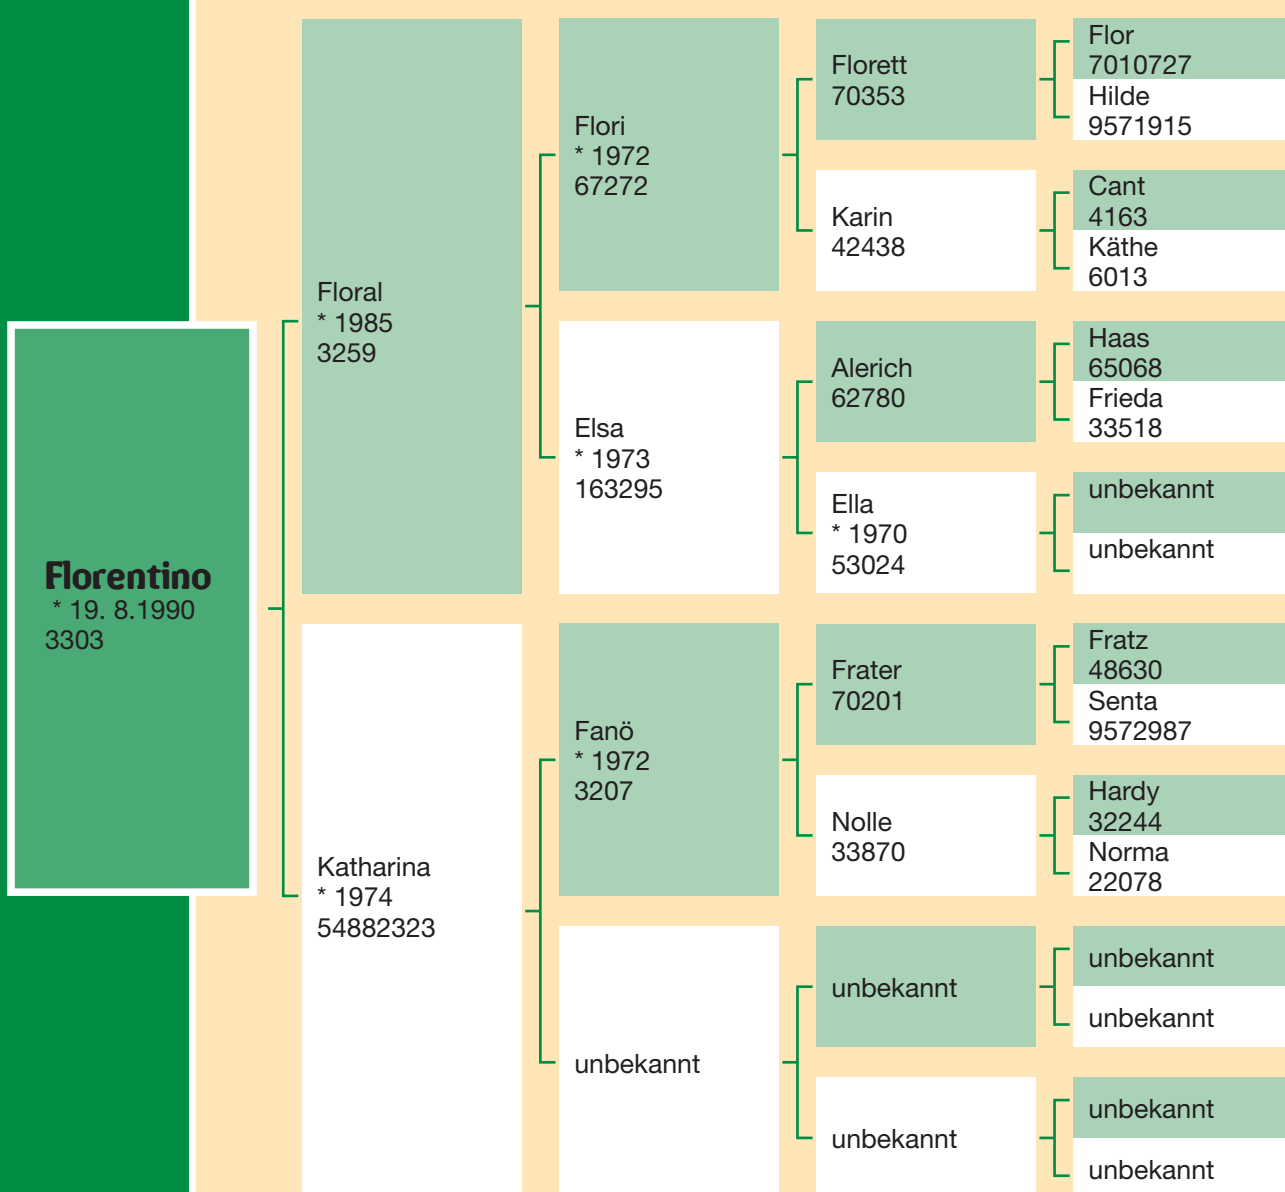 Florentino
* 19. 8.1990
3303
Floral
* 1985
3259
Katharina
* 1974
54882323
Flori
* 1972
67272
Elsa
* 1973
163295
Fanö
* 1972
3207
unbekannt
Florett
70353
Karin
42438
Alerich
62780
Ella
* 1970
53024
Frater
70201
Nolle
33870
unbekannt
unbekannt
Flor
7010727
Hilde
9571915
Cant
4163
Käthe
6013
Haas
65068
Frieda
33518
unbekannt
unbekannt
Fratz
48630
Senta
9572987
Hardy
32244
Norma
22078
unbekannt
unbekannt
unbekannt
unbekannt